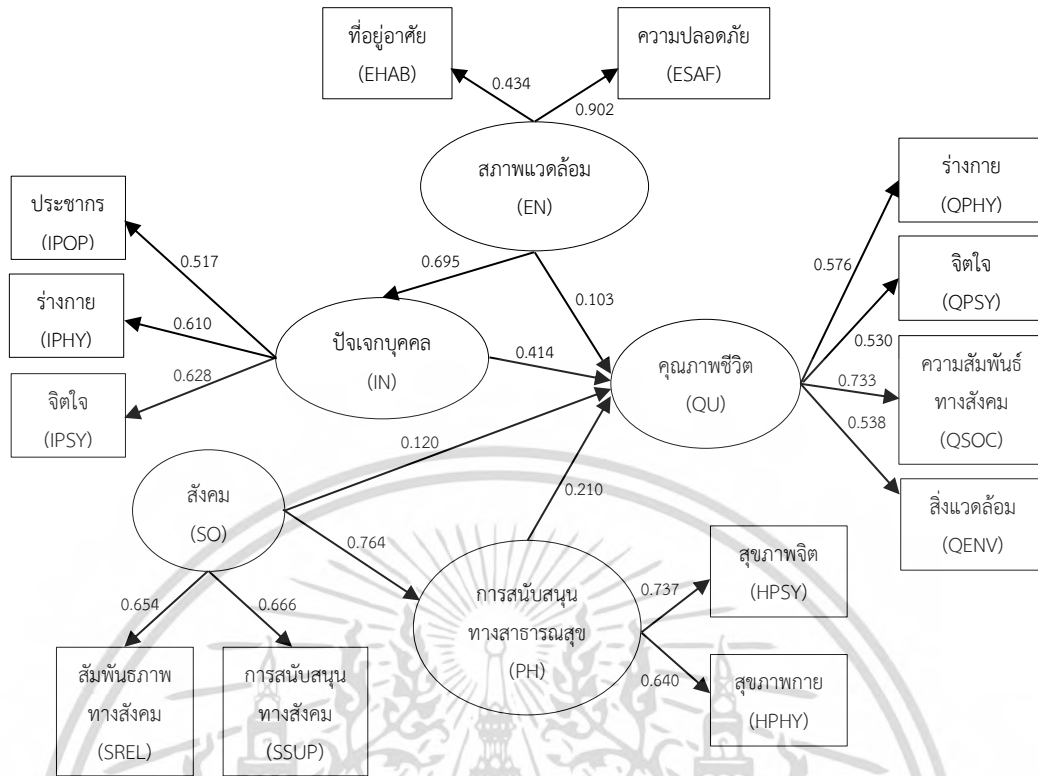 ที่อยู่อาศัย
(EHAB)
ความปลอดภัย
(ESAF)
0.434
0.902
สภาพแวดล้อม
(EN)
ประชากร
(IPOP)
ร่างกาย
(IPHY)
จิตใจ
(IPSY)
0.517
0.610
0.628
0.695
0.103
ปัจเจกบุคคล
(IN)
0.414
คุณภาพชีวิต
(QU)
0.576
0.530
0.733
0.538
ร่างกาย
(QPHY)
จิตใจ
(QPSY)
ความสัมพันธ์
ทางสังคม
(QSOC)
สิ่งแวดล้อม
(QENV)
0.120
0.210
สังคม
(SO)
0.764
0.654
0.666
การสนับสนุน
ทางสาธารณสุข
(PH)
0.737
0.640
สุขภาพจิต
(HPSY)
สุขภาพกาย
(HPHY)
สัมพันธภาพ
ทางสังคม
(SREL)
การสนับสนุน
ทางสังคม
(SSUP)